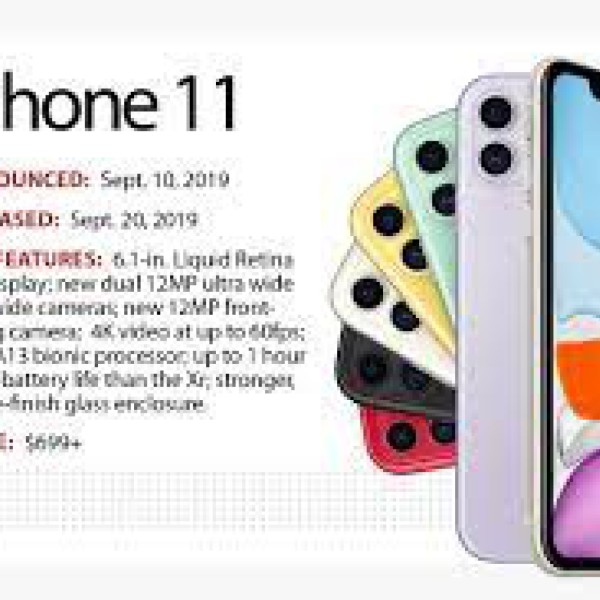 hone 11
OUNCED: Sept. 10, 2019
ASED: Sept. 20, 2019
FEATURES: 6.1-in. Liquid Retina
splay; new dual 12MP ultra wide
vide cameras; new 12MP front-
g camera; 4K video at up to 60fps;
A13 bionic processor; up to 1 hour
battery life than the Xr; stronger,
e-finish glass enclosure.
E: $699+